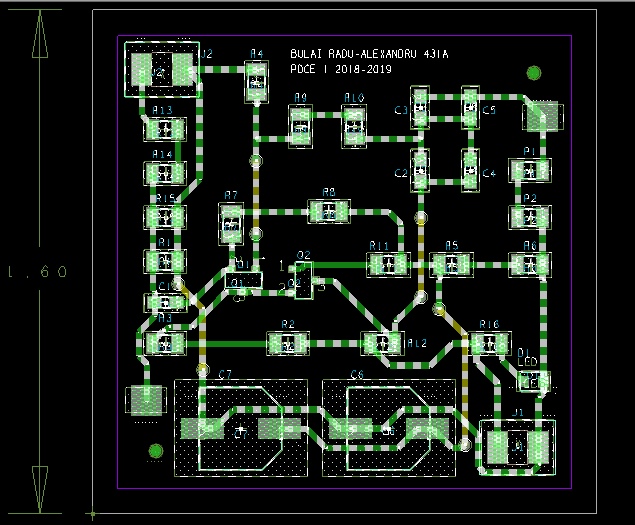 BULAI RADU-ALEXANDRU 431A
PDCE I 2018-2019
J2
R4
R13
R9
R10
C3
C5
R14
C2
C4
P1
R15
R7
R8
P2
R1
Q1
Q2
R11
R5
R6
1.60
R3
R2
R12
R16
D1
LED
C7
C6
J1